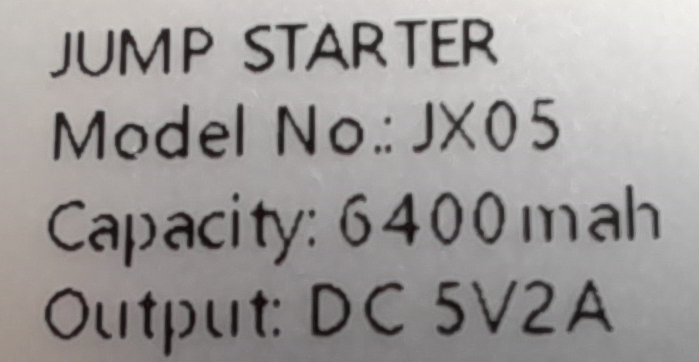 JUMP STARTER
Model No.: JX05
Capacity: 6400mah
Output: DC 5V2A